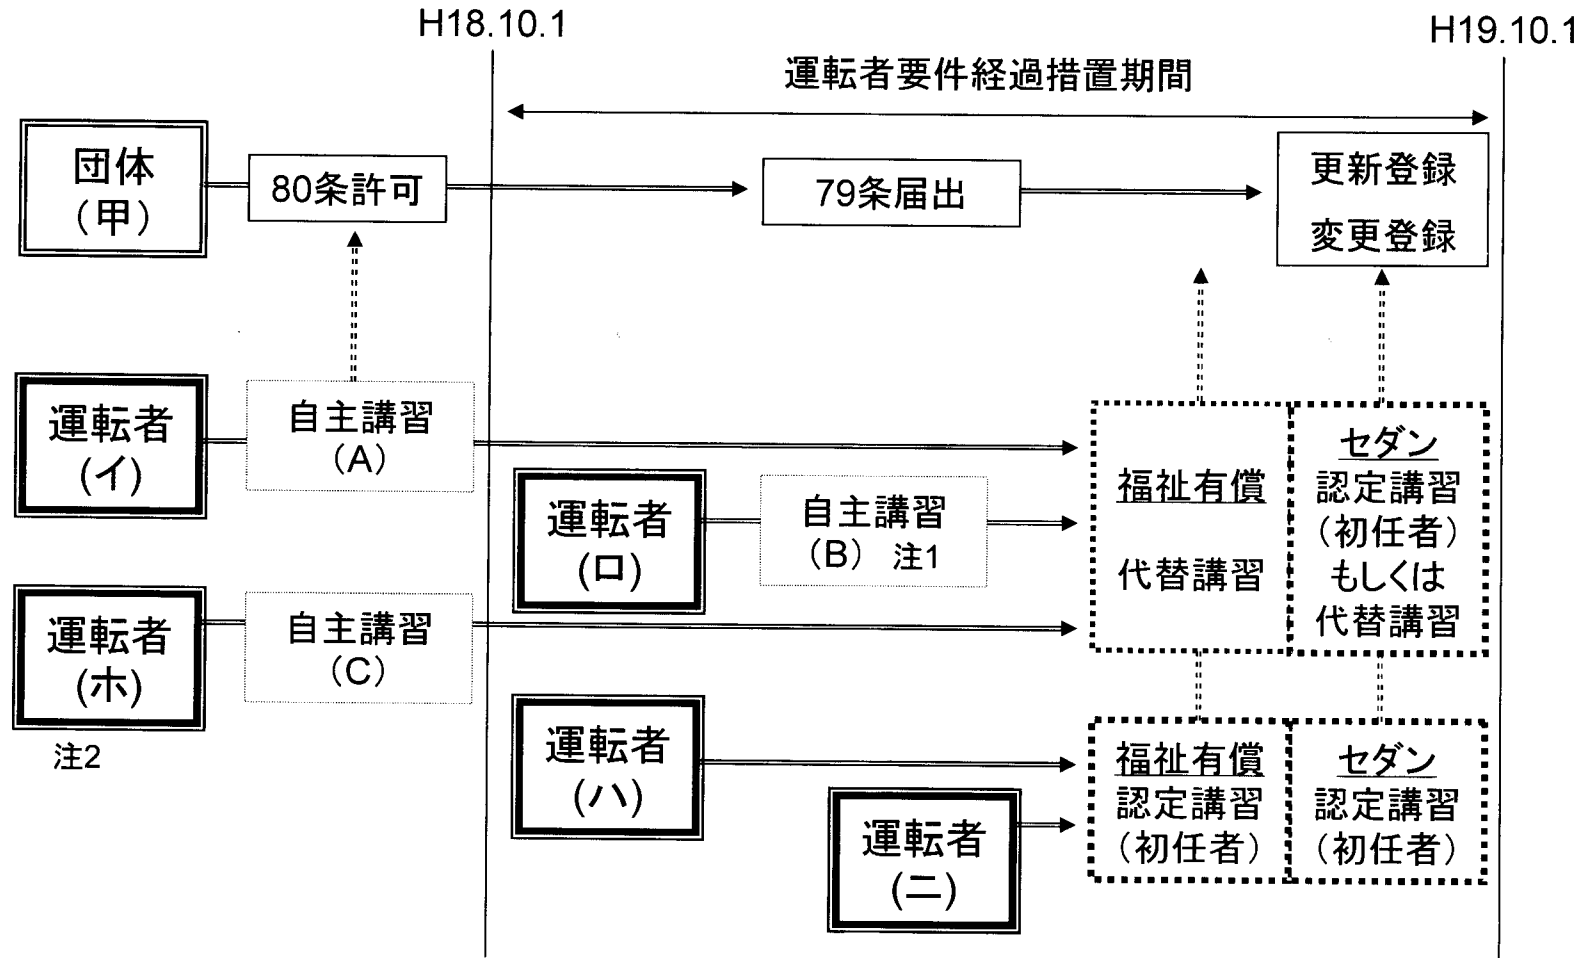 H18.10.1
H19.10.1
運転者要件経過措置期間
団体
（甲）
80条許可
79条届出
更新登録
変更登録
運転者
(イ)
自主講習
（A）
運転者
(ロ)
自主講習
（B） 注1
福祉有償
代替講習
セダン
認定講習
（初任者）
もしくは
代替講習
運転者
(ホ)
注2
自主講習
（C）
運転者
(ハ)
運転者
(ニ)
福祉有償
認定講習
（初任者）
セダン
認定講習
（初任者）